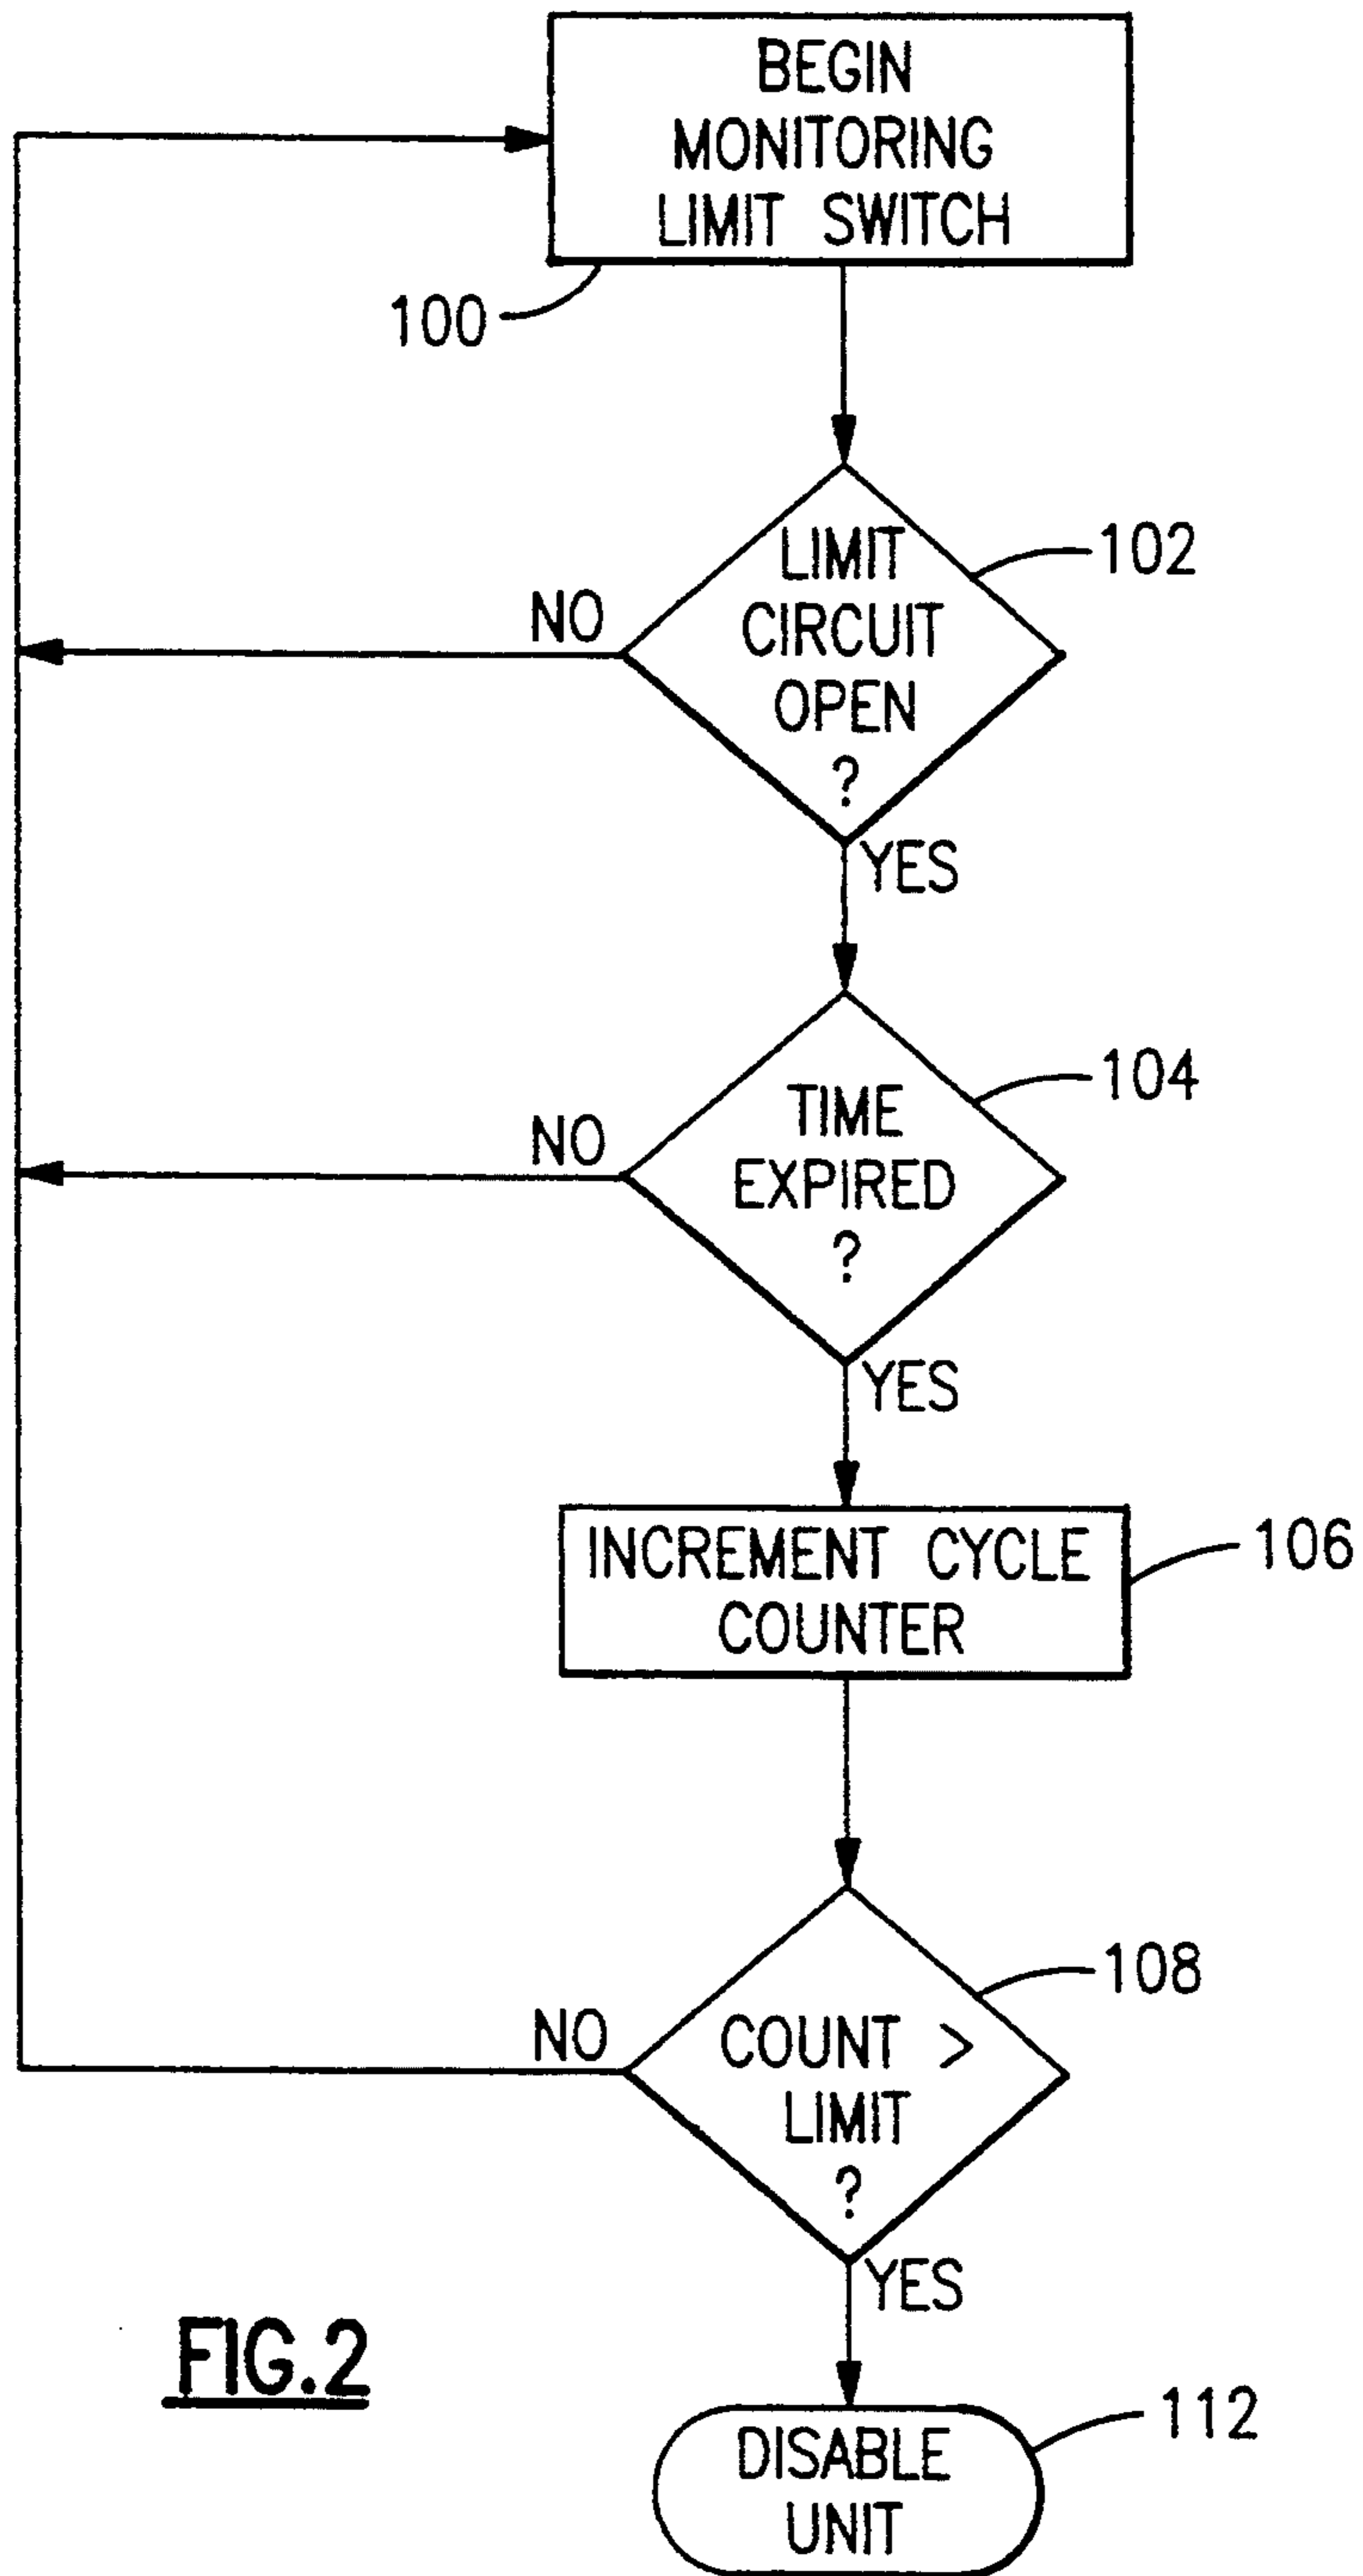 BEGIN
MONITORING
LIMIT SWITCH
100
LIMIT
CIRCUIT
OPEN
?
102
NO
YES
TIME
EXPIRED
?
104
NO
YES
INCREMENT CYCLE
COUNTER
106
COUNT >
LIMIT
?
108
NO
YES
DISABLE
UNIT
112
FIG.2